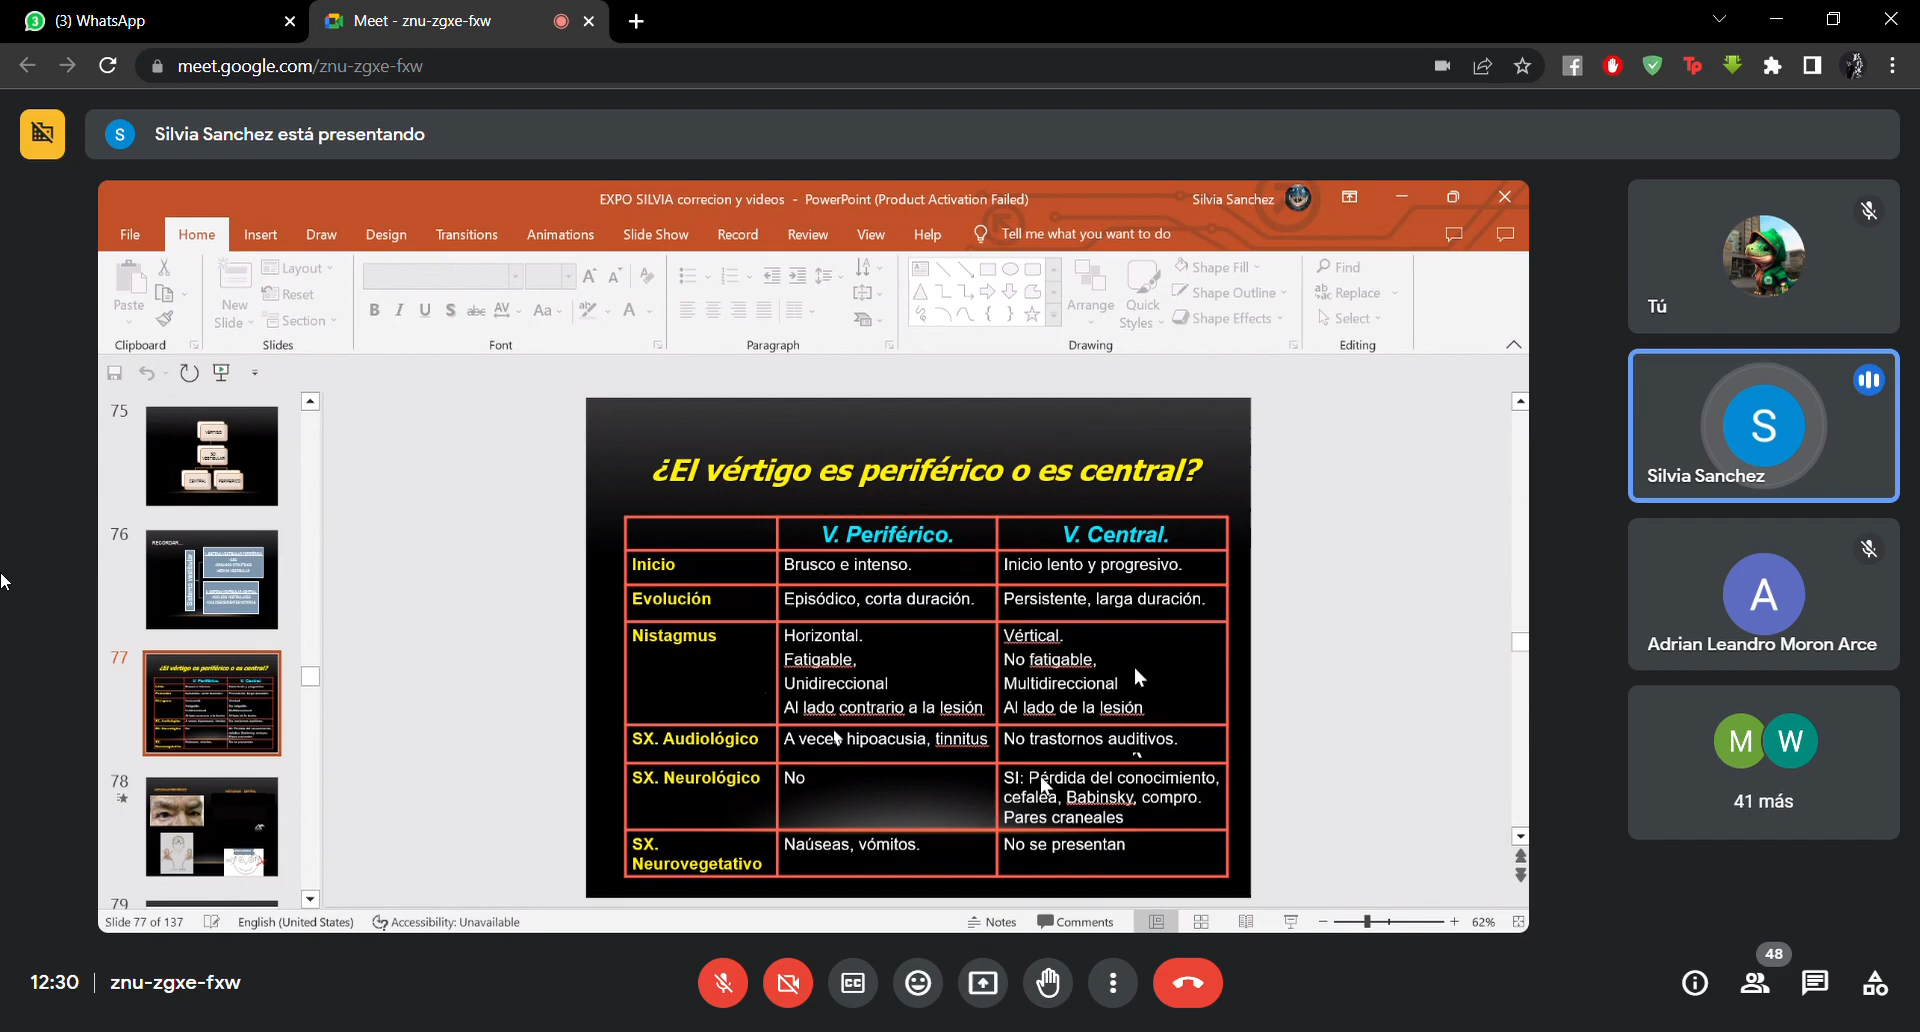 (3) WhatsApp
Meet - znu-zgxe-fxw
meet.google.com/znu-zgxe-fxw
S Silvia Sanchez está presentando
EXPO SILVIA correcion y videos - PowerPoint (Product Activation Failed)
Silvia Sanchez
File Home Insert Draw Design Transitions Animations Slide Show Record Review View Help Tell me what you want to do
Paste
New
Slide
Layout
Reset
Section
Arrange
Quick
Styles
Shape Fill
Shape Outline
Shape Effects
Find
Replace
Select
Clipboard Slides Font Paragraph Drawing Editing
75
76
RECORDAR...
77
78
79
¿El vértigo es periférico o es central?
V. Periférico. V. Central.
Inicio Brusco e intenso. Inicio lento y progresivo.
Evolución Episódico, corta duración. Persistente, larga duración.
Nistagmus Horizontal. Vértical.
Fatigable, No fatigable,
Unidireccional Multidireccional
Al lado contrario a la lesión Al lado de la lesión
SX. Audiológico A veces hipoacusia, tinnitus No trastornos auditivos.
SX. Neurológico No SI: Pérdida del conocimiento,
cefalea, Babinsky, compro.
Pares craneales
SX. Naúseas, vómitos. No se presentan
Neurovegetativo
Slide 77 of 137 English (United States) Accessibility: Unavailable Notes Comments 62%
Tú
S
Silvia Sanchez
A
Adrian Leandro Moron Arce
M W
41 más
12:30 znu-zgxe-fxw
48